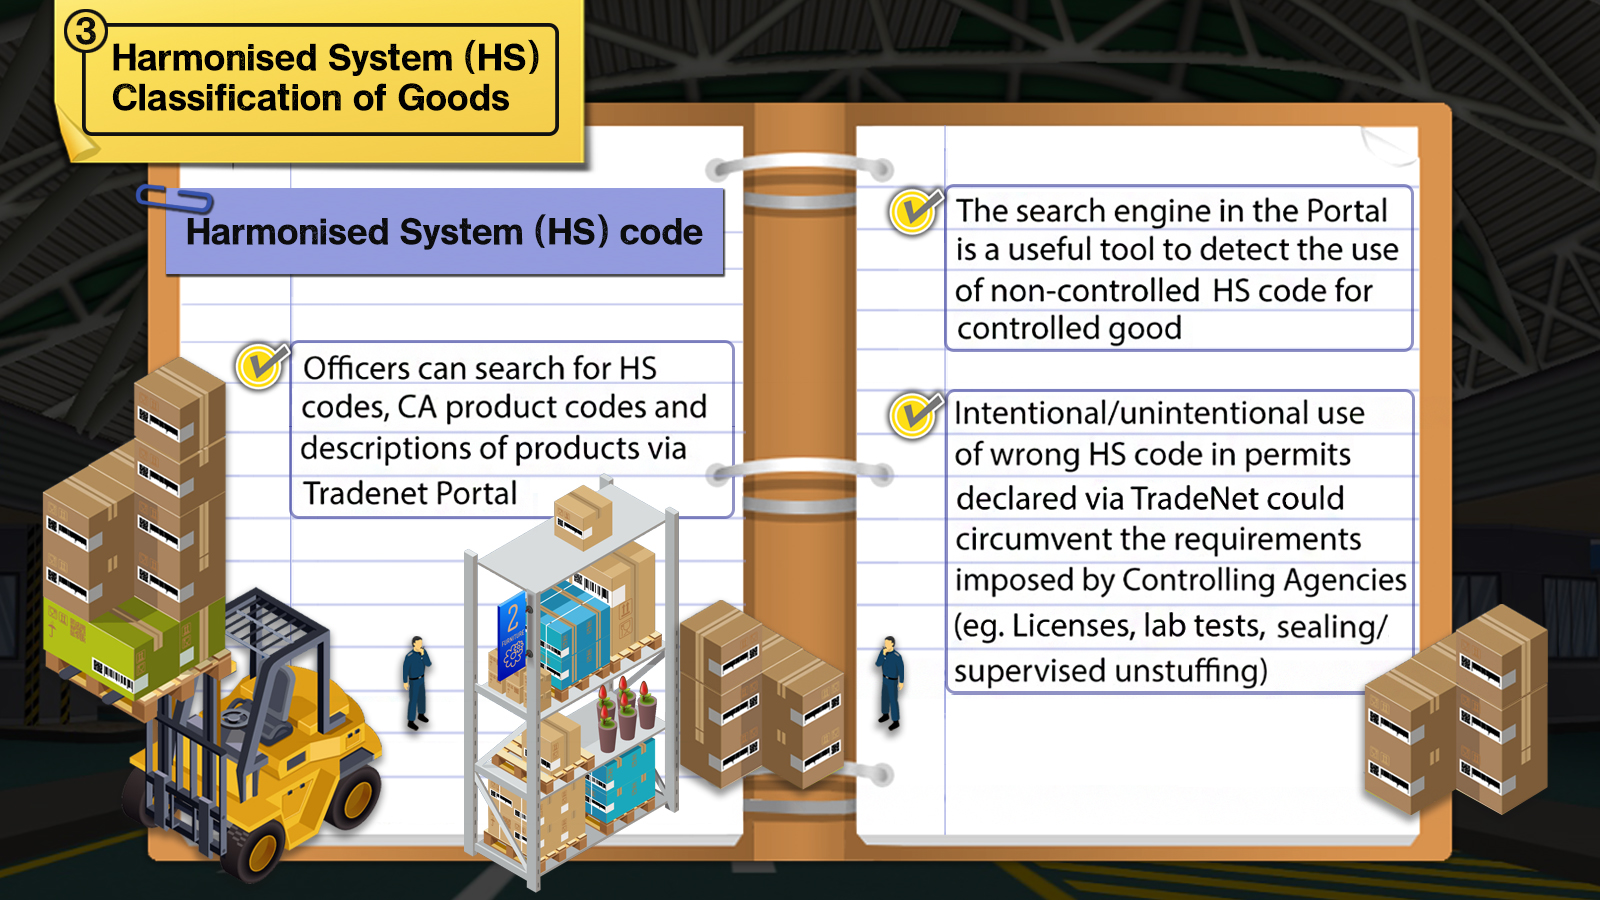 3
Harmonised System (HS)
Classification of Goods
Harmonised System (HS) code
Officers can search for HS
codes, CA product codes and
descriptions of products via
Tradenet Portal
2
FURNITURE
The search engine in the Portal
is a useful tool to detect the use
of non-controlled HS code for
controlled good
Intentional/unintentional use
of wrong HS code in permits
declared via TradeNet could
circumvent the requirements
imposed by Controlling Agencies
(eg. Licenses, lab tests, sealing/
supervised unstuffing)